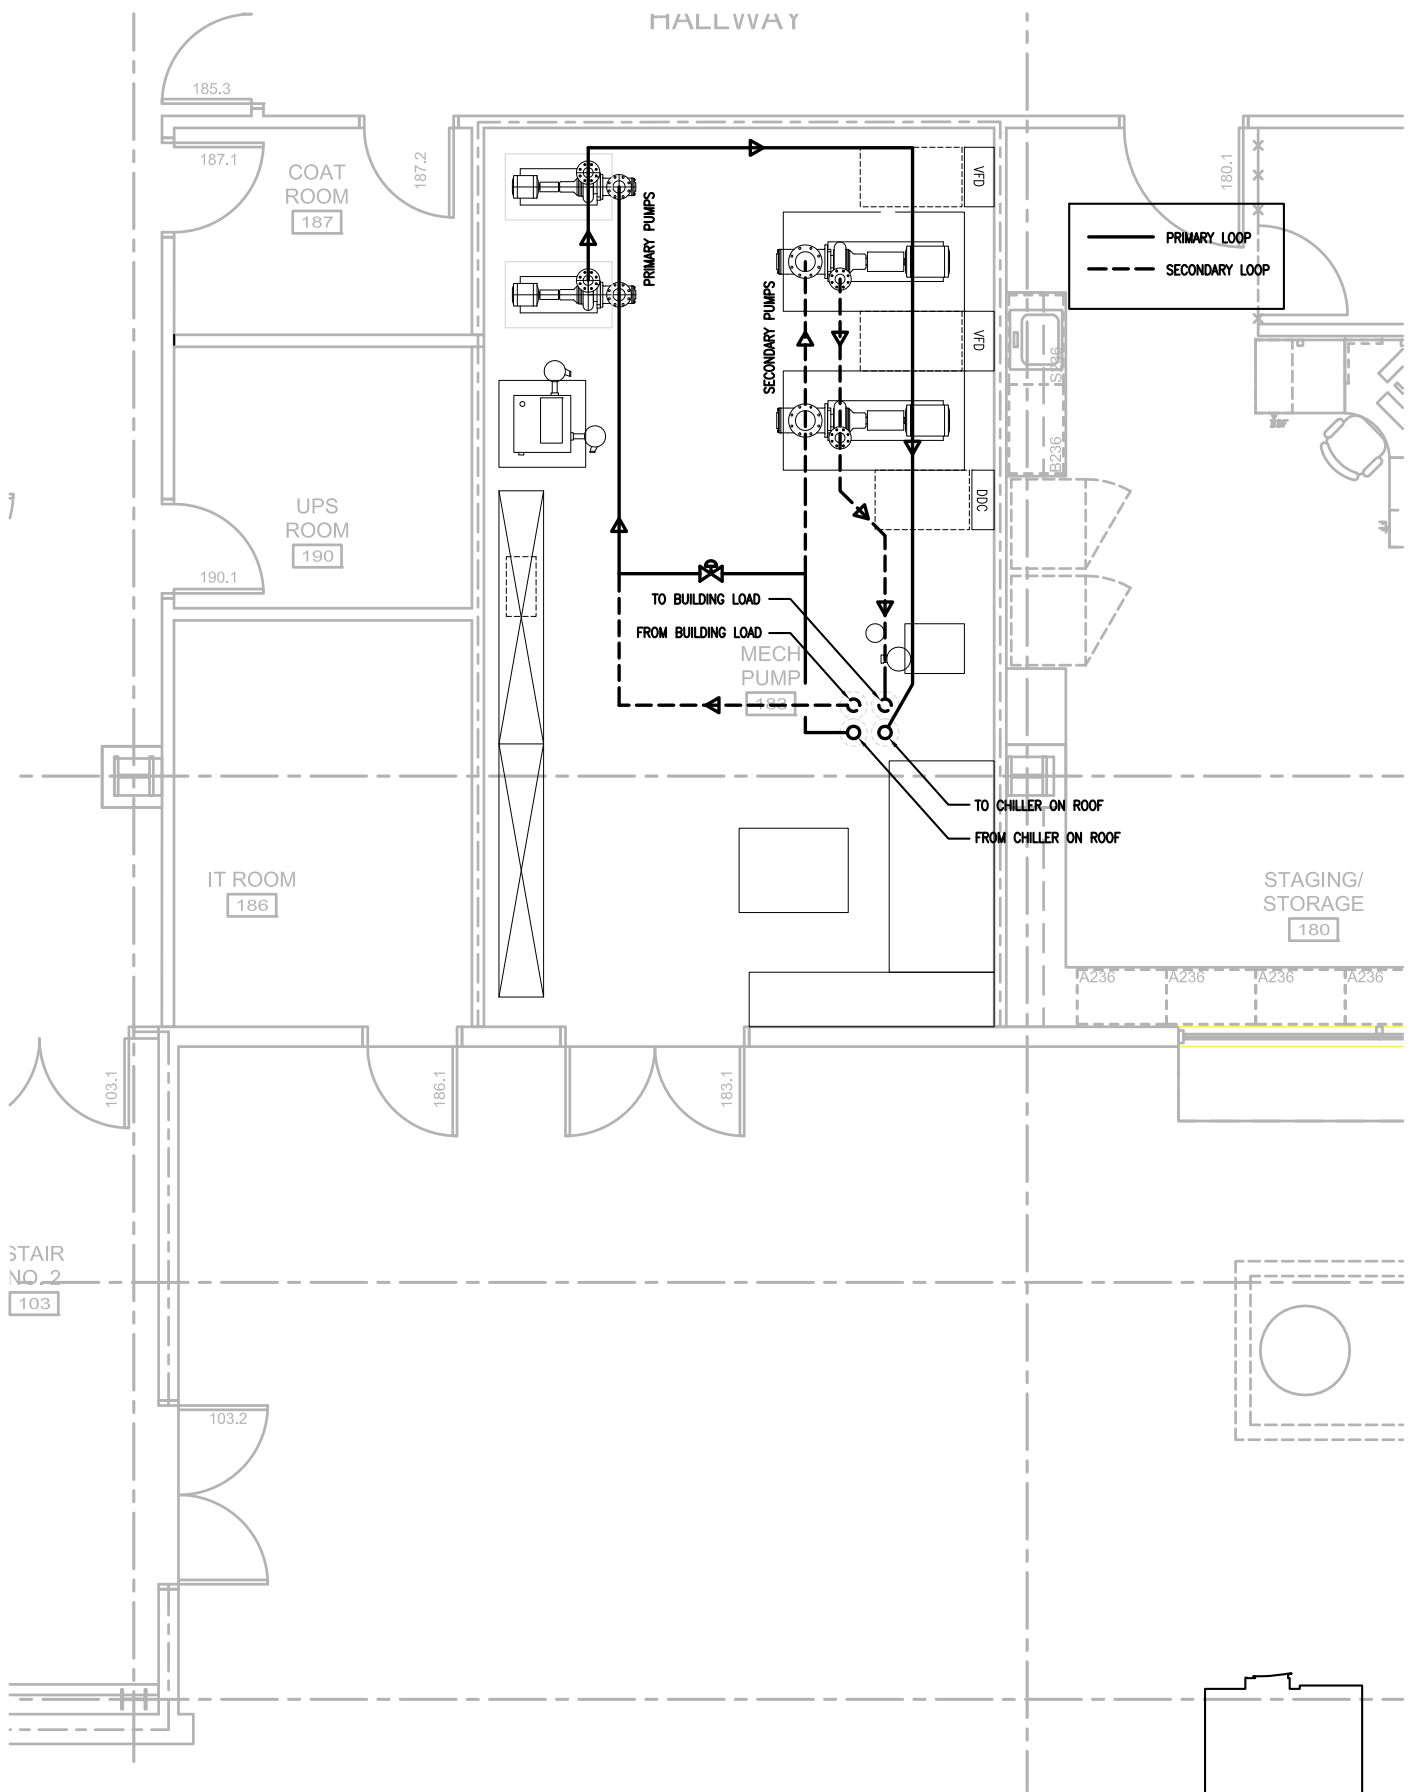 HALLWAY
185.3
187.1
COAT
ROOM
187
187.2
PRIMARY PUMPS
VFD
180.1
PRIMARY LOOP
SECONDARY LOOP
SECONDARY PUMPS
VFD
S236
B236
DDC
UPS
ROOM
190
190.1
TO BUILDING LOAD
FROM BUILDING LOAD
MECH
PUMP
183
TO CHILLER ON ROOF
FROM CHILLER ON ROOF
IT ROOM
186
STAGING/
STORAGE
180
A236
A236
A236
A236
103.1
186.1
183.1
STAIR
NO. 2
103
103.2